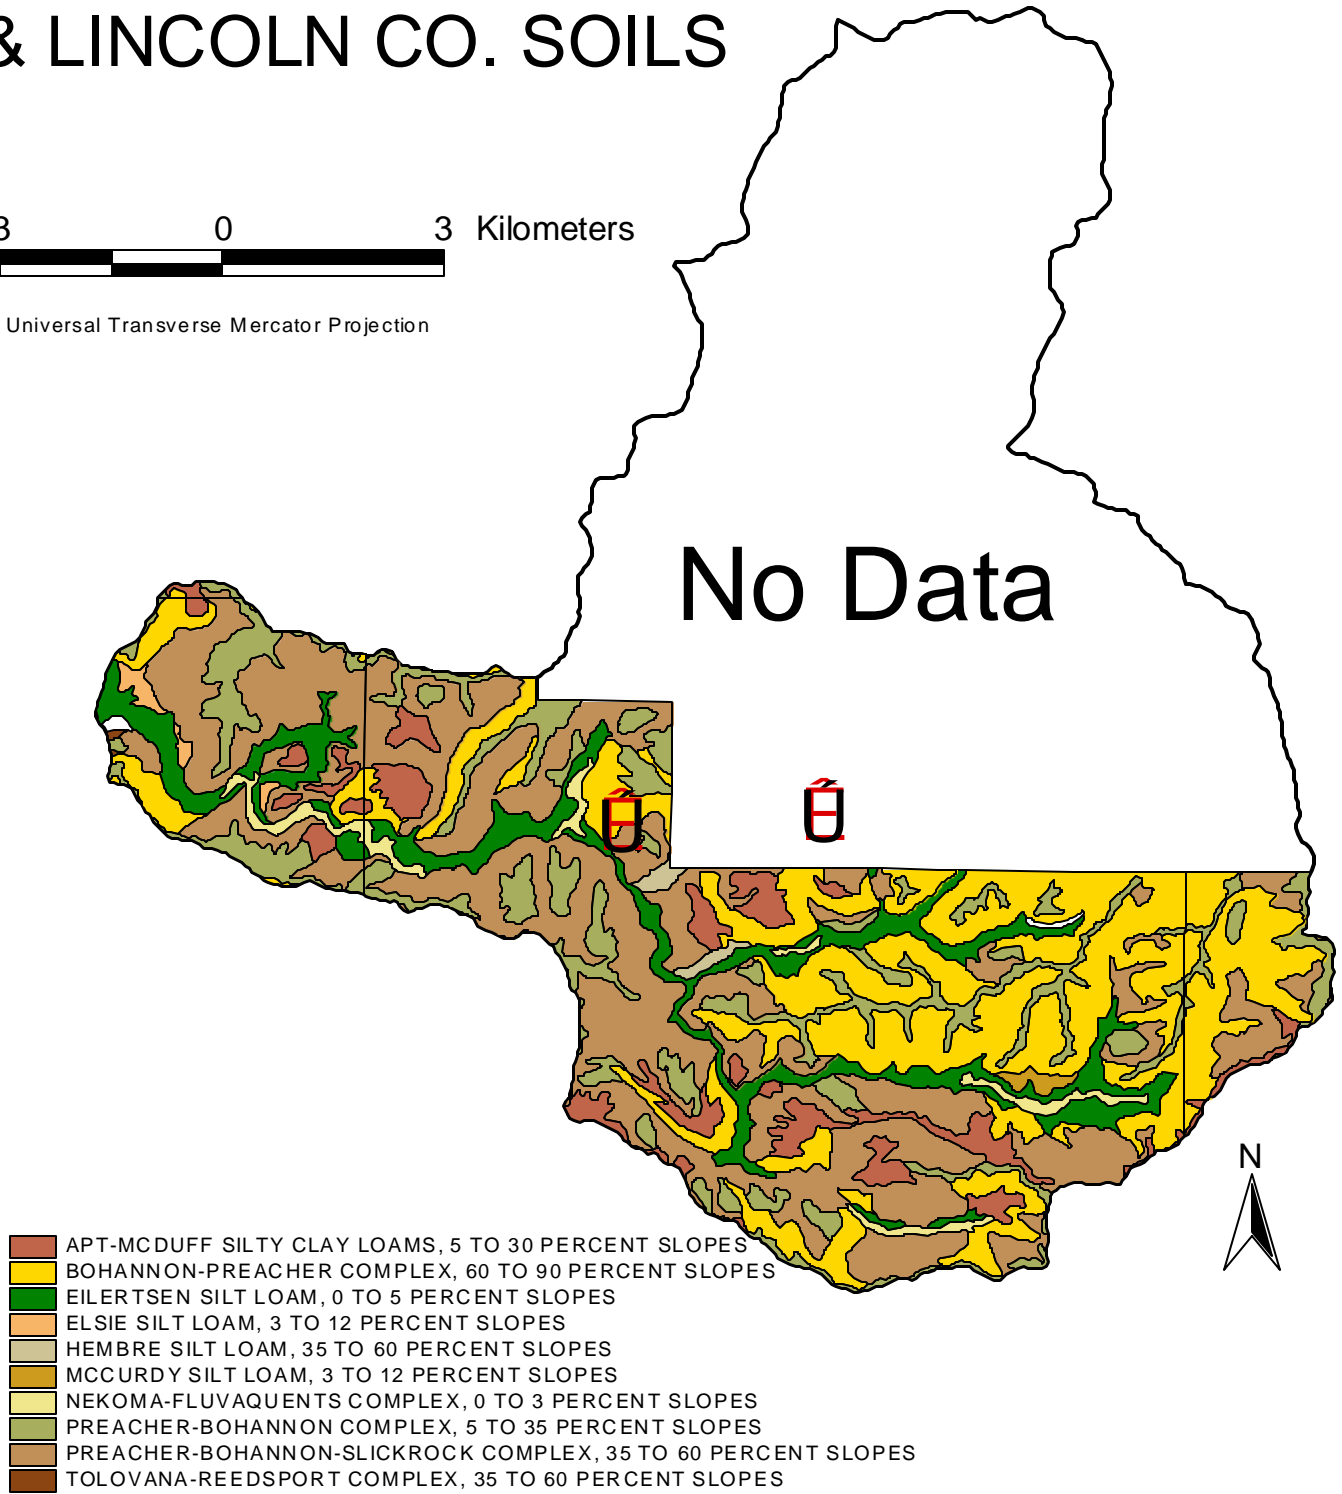 & LINCOLN CO. SOILS
3 0 3 Kilometers
Universal Transverse Mercator Projection
No Data
N
APT-MCDUFF SILTY CLAY LOAMS, 5 TO 30 PERCENT SLOPES
BOHANNON-PREACHER COMPLEX, 60 TO 90 PERCENT SLOPES
EILERTSEN SILT LOAM, 0 TO 5 PERCENT SLOPES
ELSIE SILT LOAM, 3 TO 12 PERCENT SLOPES
HEMBRE SILT LOAM, 35 TO 60 PERCENT SLOPES
MCCURDY SILT LOAM, 3 TO 12 PERCENT SLOPES
NEKOMA-FLUVAQUENTS COMPLEX, 0 TO 3 PERCENT SLOPES
PREACHER-BOHANNON COMPLEX, 5 TO 35 PERCENT SLOPES
PREACHER-BOHANNON-SLICKROCK COMPLEX, 35 TO 60 PERCENT SLOPES
TOLOVANA-REEDSPORT COMPLEX, 35 TO 60 PERCENT SLOPES